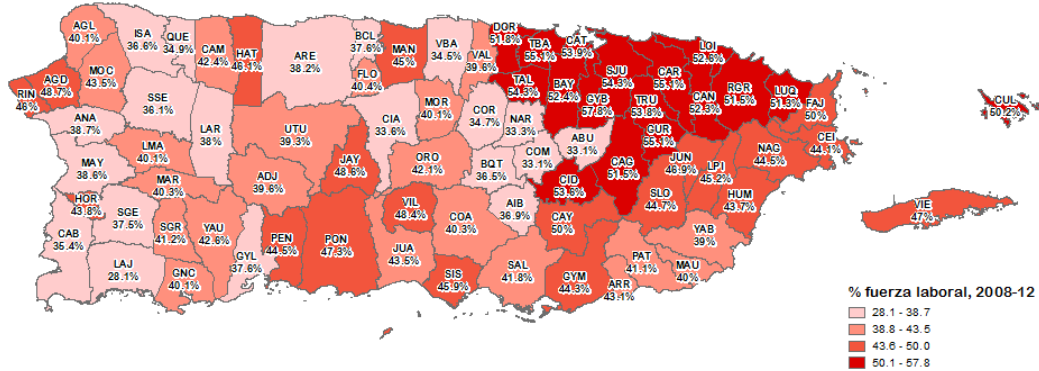 AGL
40.1%
ISA
36.6%
QUE
34.9%
CAM
42.4%
HAT
46.1%
ARE
38.2%
BCL
37.6%
MAN
45%
VBA
34.5%
VAL
39.6%
DOR
51.8%
TBA
55.1%
CAT
53.9%
SJU
54.3%
CAR
55.1%
LOI
52.6%
AGD
48.7%
MOC
43.5%
FLO
40.4%
TAL
54.3%
BAY
52.4%
GYB
57.8%
TRU
53.8%
CAN
52.3%
RGR
51.5%
LUQ
51.3%
FAJ
50%
CUL
50.2%
RIN
46%
SSE
36.1%
MOR
40.1%
COR
34.7%
ANA
38.7%
LAR
38%
UTU
39.3%
CIA
33.6%
NAR
33.3%
ABU
33.1%
GUR
55.1%
CEI
44.1%
LMA
40.1%
JAY
48.6%
ORO
42.1%
BQT
36.5%
COM
33.1%
CAG
51.5%
JUN
46.9%
LPI
45.2%
NAG
44.5%
MAY
38.6%
MAR
40.3%
ADJ
39.6%
CID
53.6%
HOR
43.8%
SGE
37.5%
VIL
48.4%
COA
40.3%
AIB
36.9%
CAY
50%
SLO
44.7%
HUM
43.7%
VIE
47%
CAB
35.4%
SGR
41.2%
YAU
42.6%
GYL
37.6%
PEN
44.5%
PON
47.3%
JUA
43.5%
YAB
39%
LAJ
28.1%
GNC
40.1%
SIS
45.9%
SAL
41.8%
GYM
44.3%
ARR
43.1%
PAT
41.1%
MAU
40%
% fuerza laboral, 2008-12
28.1 - 38.7
38.8 - 43.5
43.6 - 50.0
50.1 - 57.8